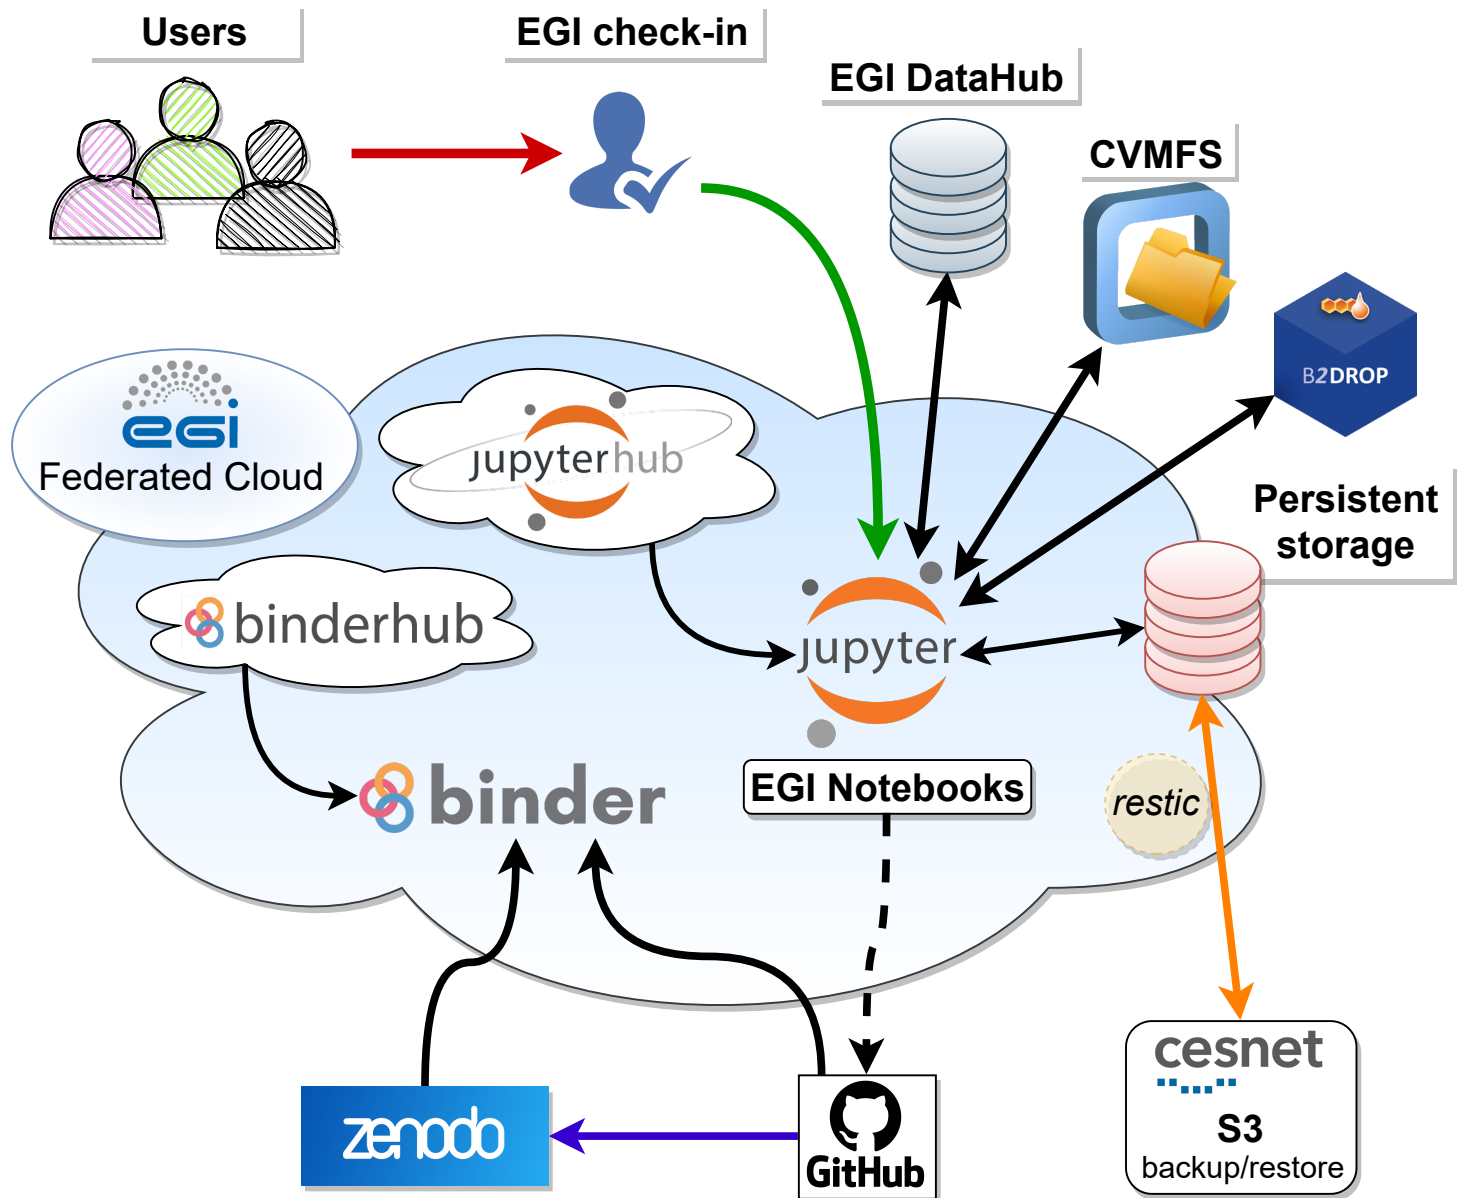 Users
EGI check-in
EGI DataHub
CVMFS
B2DROP
egi
Federated Cloud
jupyterhub
Persistent
storage
binderhub
jupyter
EGI Notebooks
binder
restic
cesnet
S3
backup/restore
zenodo
GitHub